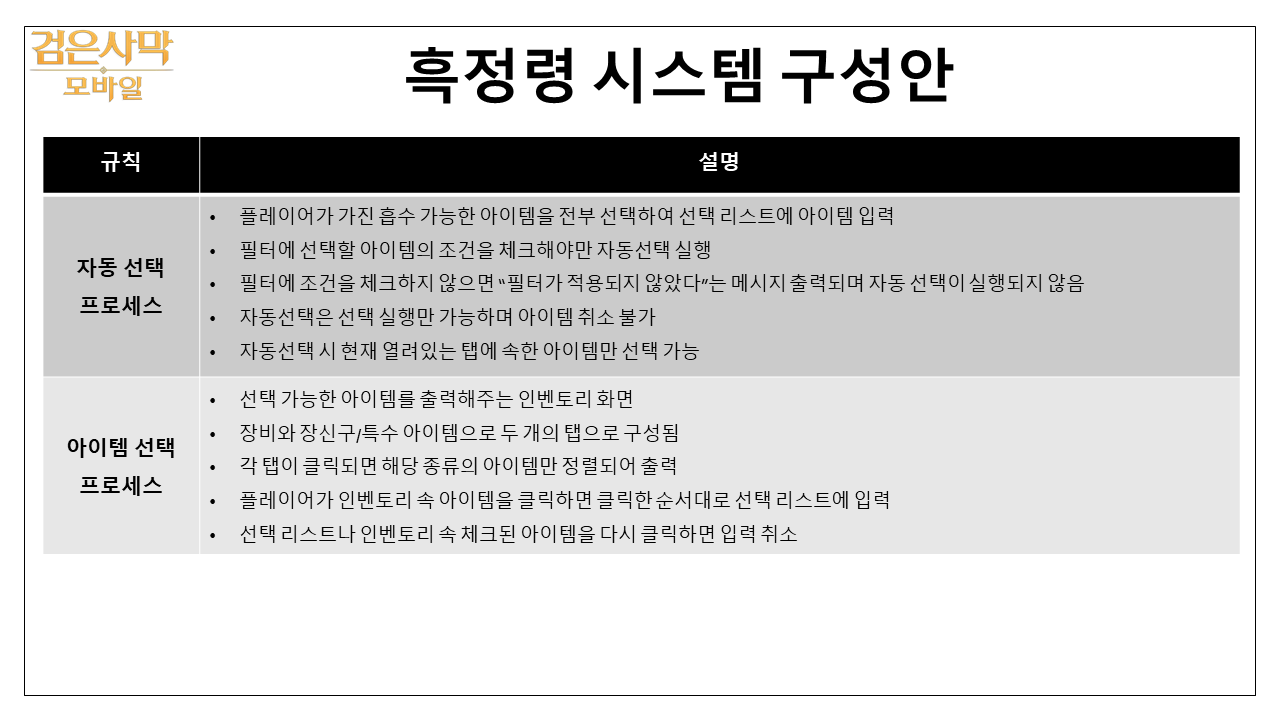 검은사막
모바일
흑정령 시스템 구성안
규칙
설명
자동 선택
프로세스
• 플레이어가 가진 흡수 가능한 아이템을 전부 선택하여 선택 리스트에 아이템 입력
• 필터에 선택할 아이템의 조건을 체크해야만 자동선택 실행
• 필터에 조건을 체크하지 않으면 “필터가 적용되지 않았다”는 메시지 출력되며 자동 선택이 실행되지 않음
• 자동선택은 선택 실행만 가능하며 아이템 취소 불가
• 자동선택 시 현재 열려있는 탭에 속한 아이템만 선택 가능
아이템 선택
프로세스
• 선택 가능한 아이템를 출력해주는 인벤토리 화면
• 장비와 장신구/특수 아이템으로 두 개의 탭으로 구성됨
• 각 탭이 클릭되면 해당 종류의 아이템만 정렬되어 출력
• 플레이어가 인벤토리 속 아이템을 클릭하면 클릭한 순서대로 선택 리스트에 입력
• 선택 리스트나 인벤토리 속 체크된 아이템을 다시 클릭하면 입력 취소